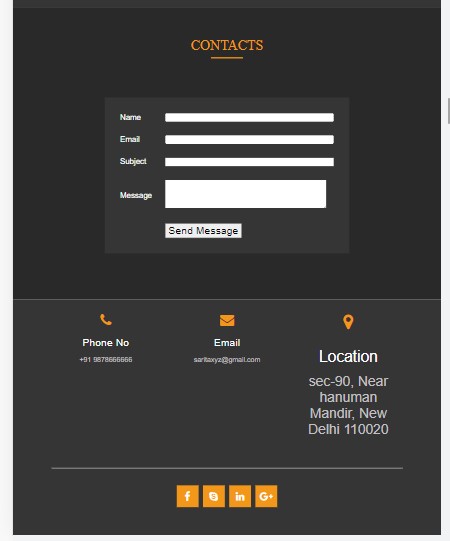 CONTACTS
Name
Email
Subject
Message
Send Message
Phone No
+91 9878666666
Email
saritaxyz@gmail.com
Location
sec-90, Near
hanuman
Mandir, New
Delhi 110020
f
S
in
G+